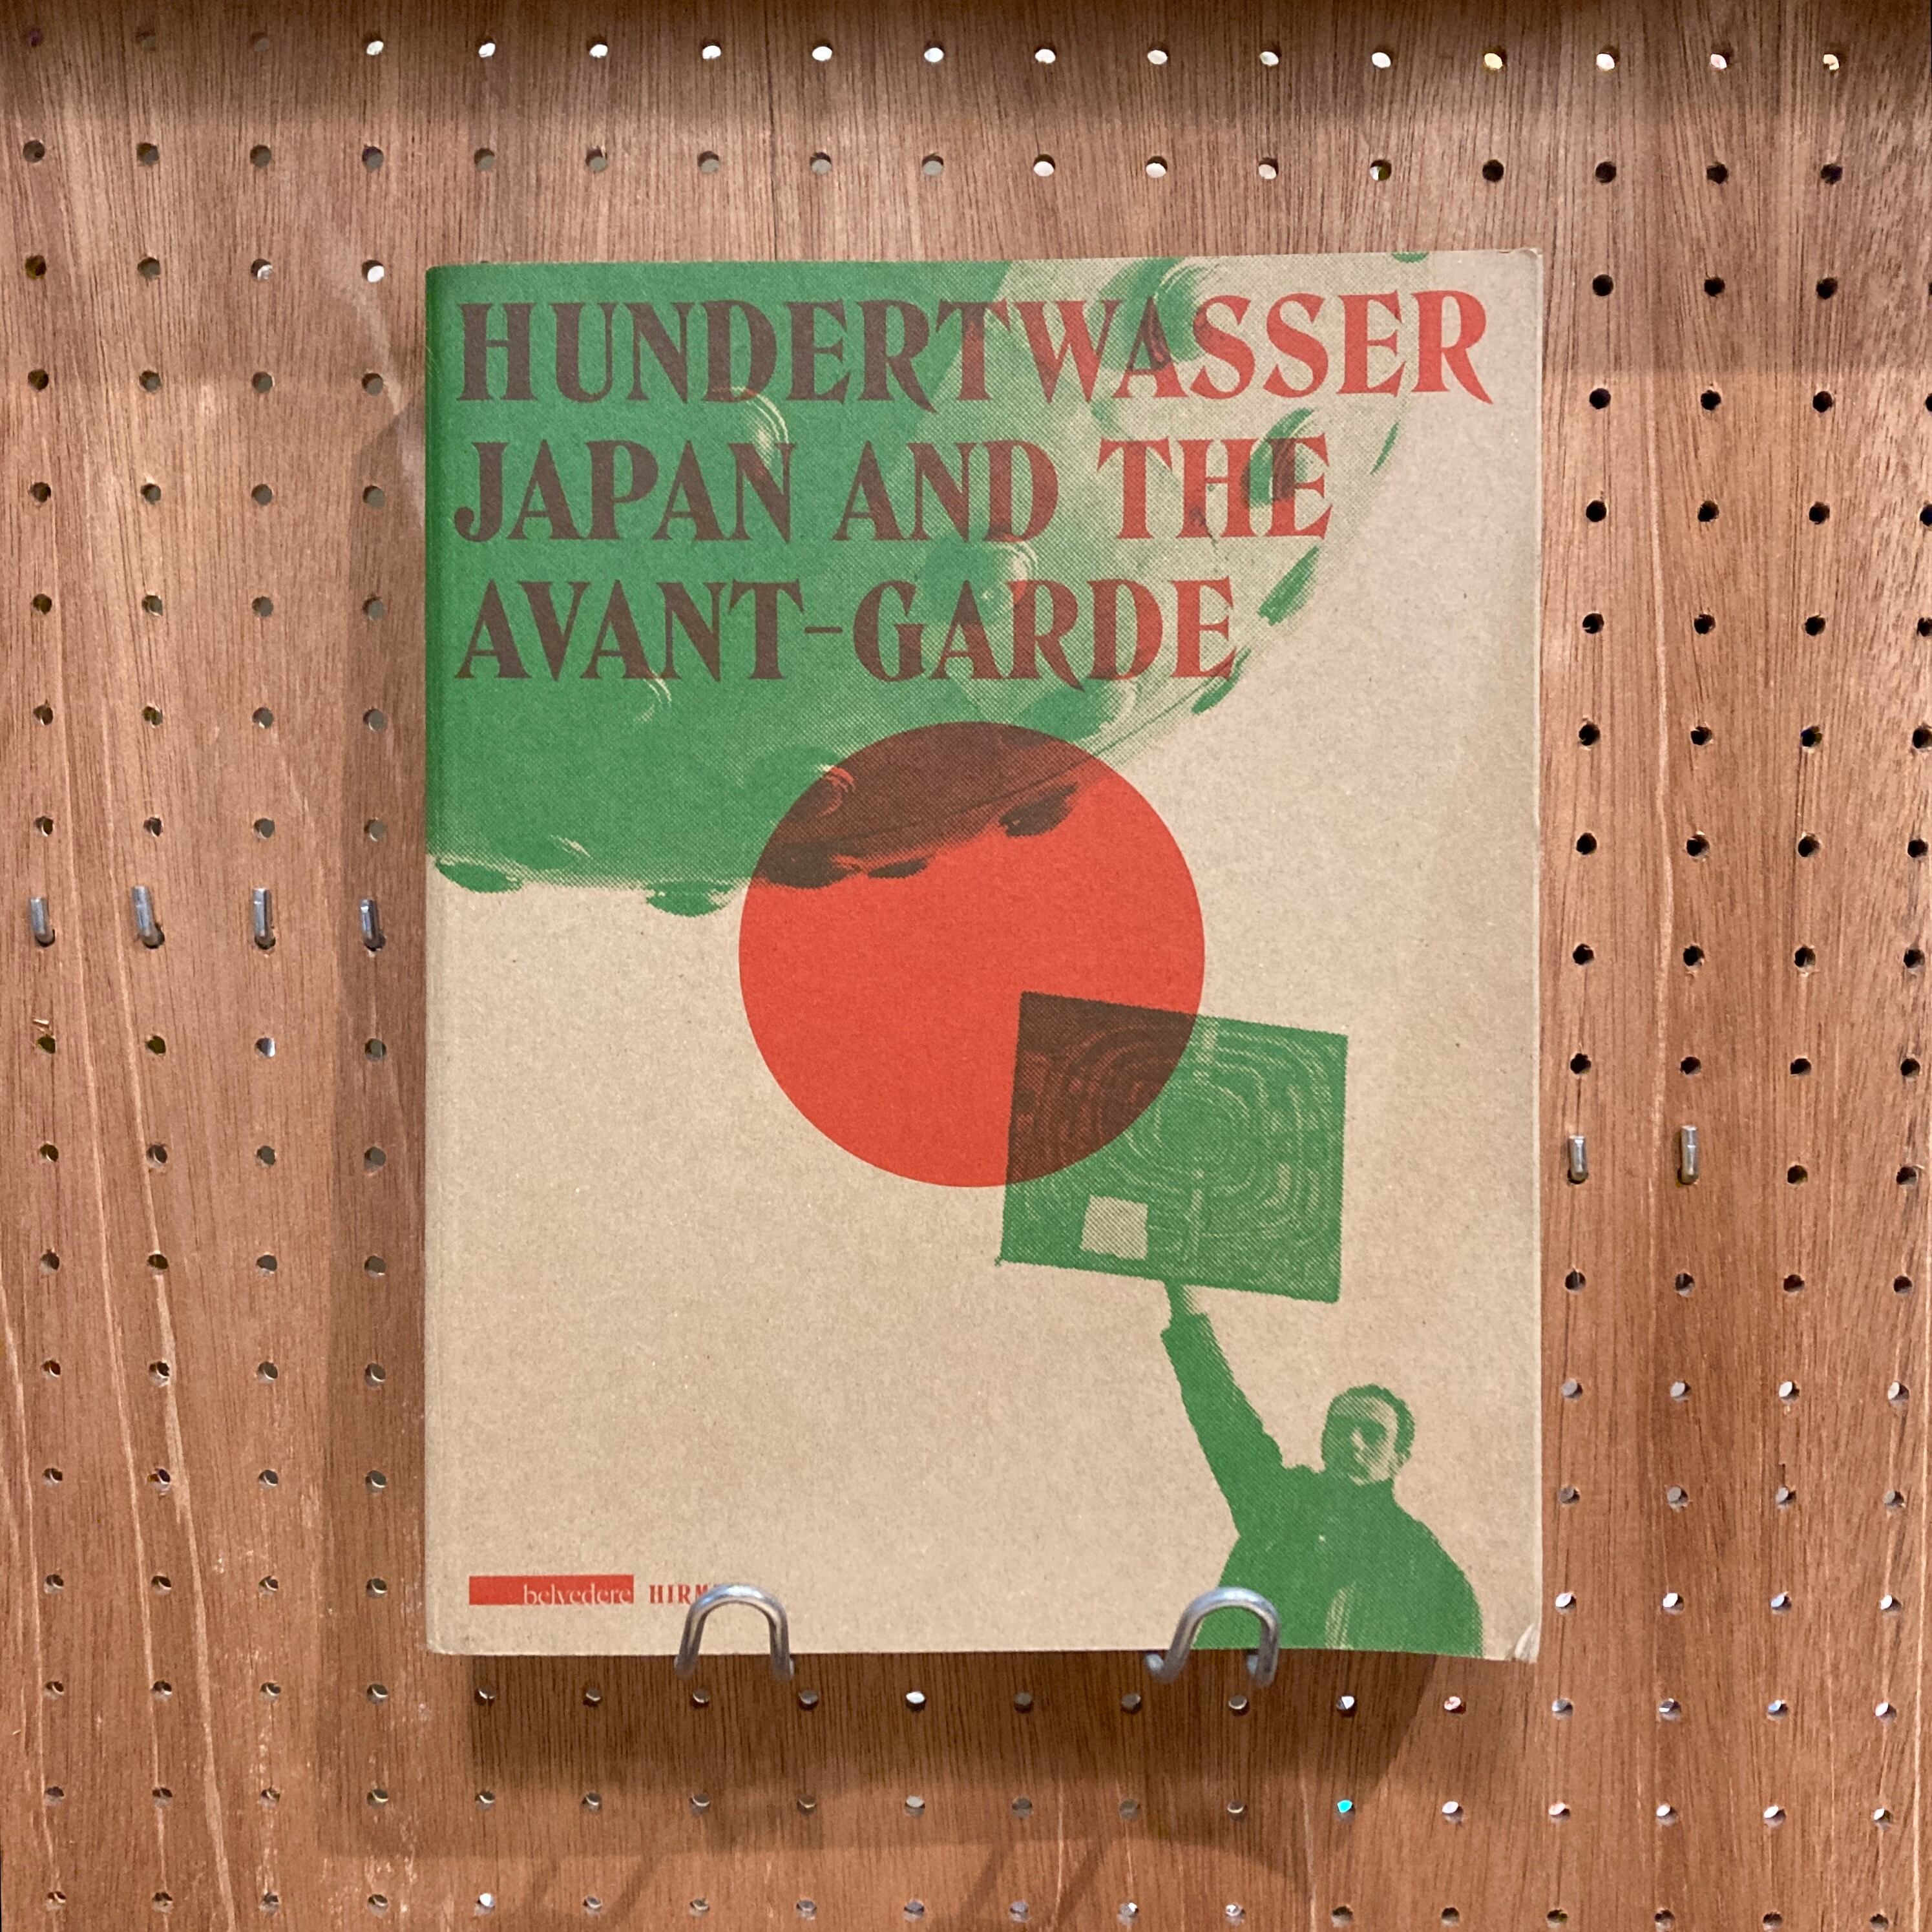 HUNDERTWASSER
JAPAN AND THE
AVANT-GARDE
belvedere